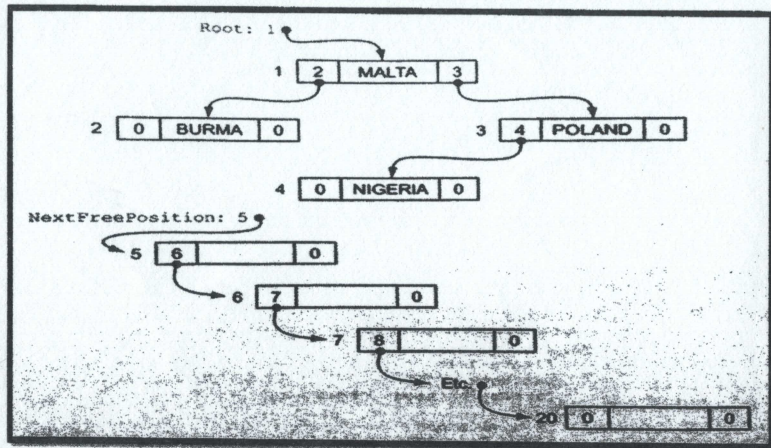 Root: 1
1 2 MALTA 3
2 0 BURMA 0 3 4 POLAND 0
4 0 NIGERIA 0
NextFreePosition: 5
5 6 0
6 7 0
7 8 0
Etc.
20 0 0